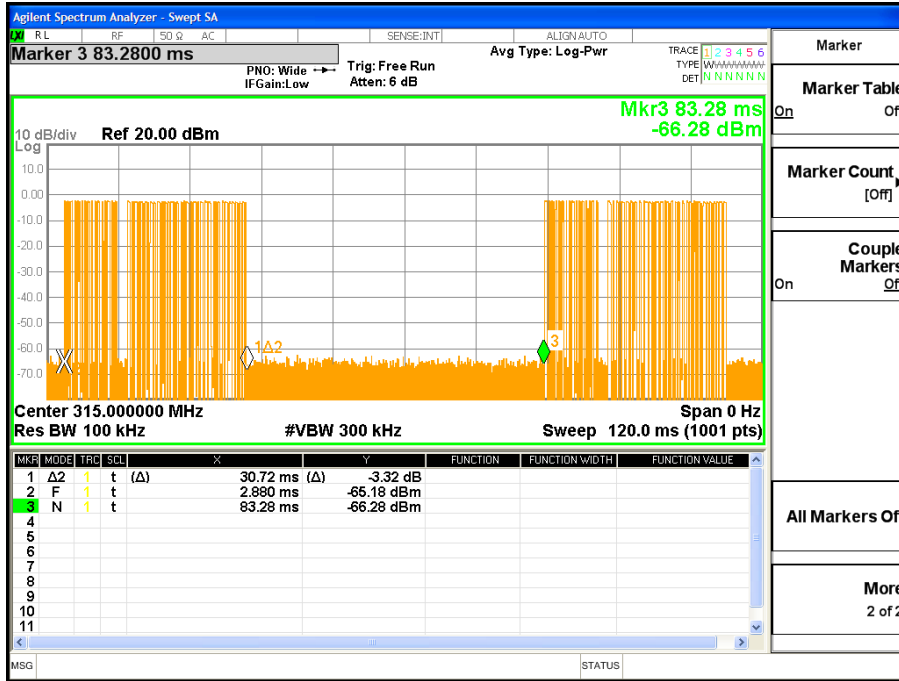 Agilent Spectrum Analyzer - Swept SA
LXI RL RF 50 Ω AC SENSE:INT ALIGN AUTO
Marker 3 83.2800 ms
PNO: Wide
IFGain:Low
Trig: Free Run
Atten: 6 dB
Avg Type: Log-Pwr
TRACE 1 2 3 4 5 6
TYPE
DET N N N N N N
Mkr3 83.28 ms
-66.28 dBm
10 dB/div Ref 20.00 dBm
Log
10.0
0.00
-10.0
-20.0
-30.0
-40.0
-50.0
-60.0
-70.0
X
1Δ2
3
Center 315.000000 MHz Span 0 Hz
Res BW 100 kHz #VBW 300 kHz Sweep 120.0 ms (1001 pts)
MKR MODE TRC SCL X Y FUNCTION FUNCTION WIDTH FUNCTION VALUE
1 Δ2 1 t (Δ) 30.72 ms (Δ) -3.32 dB
2 F 1 t 2.880 ms -65.18 dBm
3 N 1 t 83.28 ms -66.28 dBm
4
5
6
7
8
9
10
11
MSG STATUS
Marker
Marker Table
On Of
Marker Count
[Off]
Couple
Markers
On Of
All Markers Of
More
2 of 2